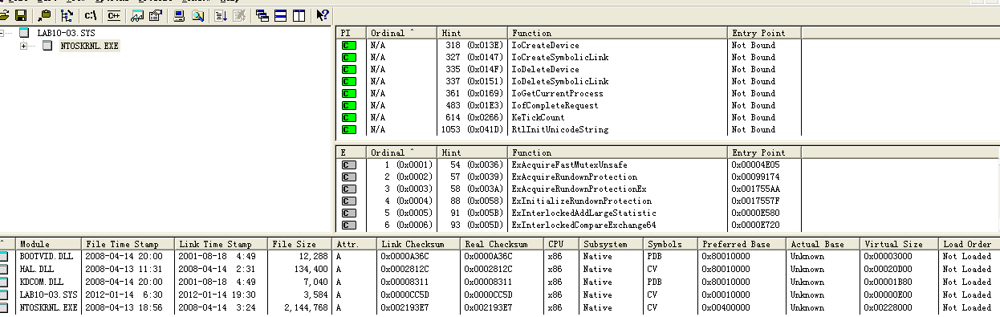 c:\ C++
LAB10-03.SYS
NTOSKRNL.EXE
PI Ordinal ^ Hint Function Entry Point
C N/A 318 (0x013E) IoCreateDevice Not Bound
C N/A 327 (0x0147) IoCreateSymbolicLink Not Bound
C N/A 335 (0x014F) IoDeleteDevice Not Bound
C N/A 337 (0x0151) IoDeleteSymbolicLink Not Bound
C N/A 361 (0x0169) IoGetCurrentProcess Not Bound
C N/A 483 (0x01E3) IofCompleteRequest Not Bound
C N/A 614 (0x0266) KeTickCount Not Bound
C N/A 1053 (0x041D) RtlInitUnicodeString Not Bound
E Ordinal ^ Hint Function Entry Point
C 1 (0x0001) 54 (0x0036) ExAcquireFastMutexUnsafe 0x00004E05
C 2 (0x0002) 57 (0x0039) ExAcquireRundownProtection 0x00099174
C 3 (0x0003) 58 (0x003A) ExAcquireRundownProtectionEx 0x001755AA
C 4 (0x0004) 88 (0x0058) ExInitializeRundownProtection 0x0017557F
C 5 (0x0005) 91 (0x005B) ExInterlockedAddLargeStatistic 0x0000E580
C 6 (0x0006) 93 (0x005D) ExInterlockedCompareExchange64 0x0000E720
^ Module File Time Stamp Link Time Stamp File Size Attr. Link Checksum Real Checksum CPU Subsystem Symbols Preferred Base Actual Base Virtual Size Load Order
BOOTVID.DLL 2008-04-14 20:00 2001-08-18 4:49 12,288 A 0x0000A36C 0x0000A36C x86 Native PDB 0x80010000 Unknown 0x00003000 Not Loaded
HAL.DLL 2008-04-13 11:31 2008-04-14 2:31 134,400 A 0x0002812C 0x0002812C x86 Native CV 0x80010000 Unknown 0x00020D00 Not Loaded
KDCOM.DLL 2008-04-14 20:00 2001-08-18 4:49 7,040 A 0x00008311 0x00008311 x86 Native PDB 0x80010000 Unknown 0x00001B80 Not Loaded
LAB10-03.SYS 2012-01-14 6:30 2012-01-14 19:30 3,584 A 0x0000CC5D 0x0000CC5D x86 Native CV 0x00010000 Unknown 0x00000E00 Not Loaded
NTOSKRNL.EXE 2008-04-13 18:56 2008-04-14 3:24 2,144,768 A 0x002193E7 0x002193E7 x86 Native CV 0x00400000 Unknown 0x00228000 Not Loaded